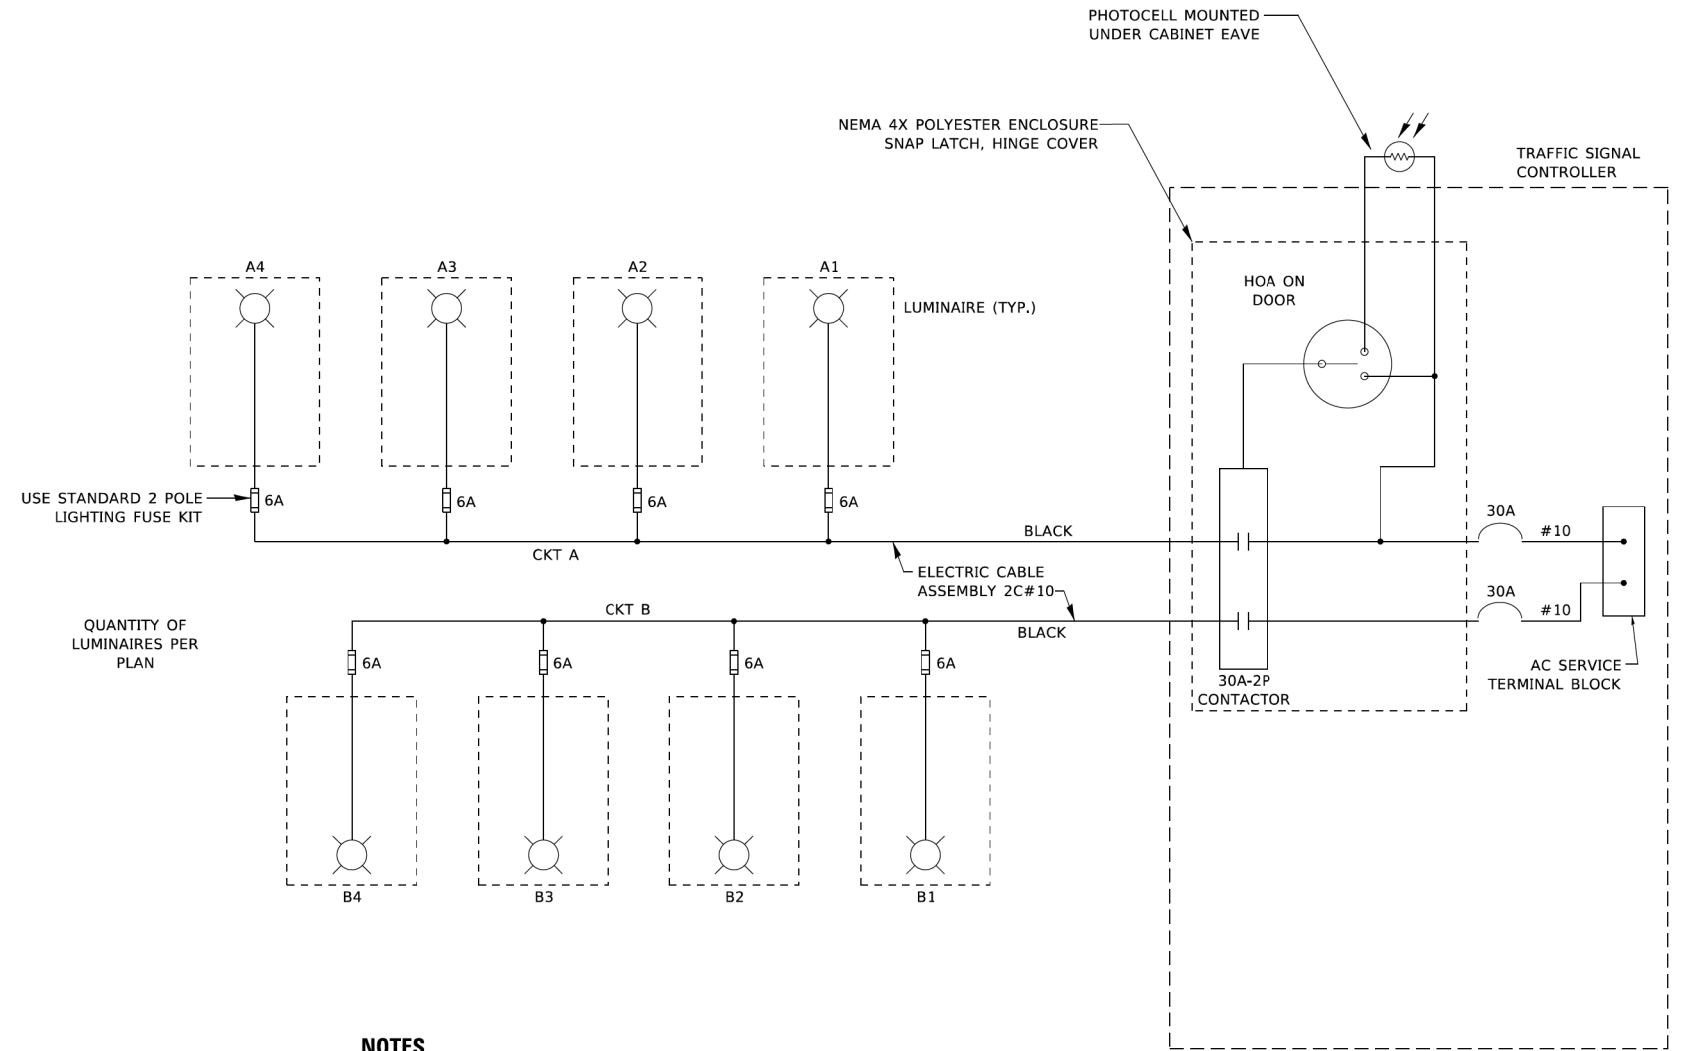 PHOTOCELL MOUNTED
UNDER CABINET EAVE
NEMA 4X POLYESTER ENCLOSURE
SNAP LATCH, HINGE COVER
TRAFFIC SIGNAL
CONTROLLER
A4
A3
A2
A1
HOA ON
DOOR
LUMINAIRE (TYP.)
USE STANDARD 2 POLE
LIGHTING FUSE KIT
6A
6A
6A
6A
30A
#10
BLACK
CKT A
ELECTRIC CABLE
ASSEMBLY 2C#10
30A
#10
CKT B
BLACK
QUANTITY OF
LUMINAIRES PER
PLAN
6A
6A
6A
6A
AC SERVICE
TERMINAL BLOCK
30A-2P
CONTACTOR
B4
B3
B2
B1
NOTES